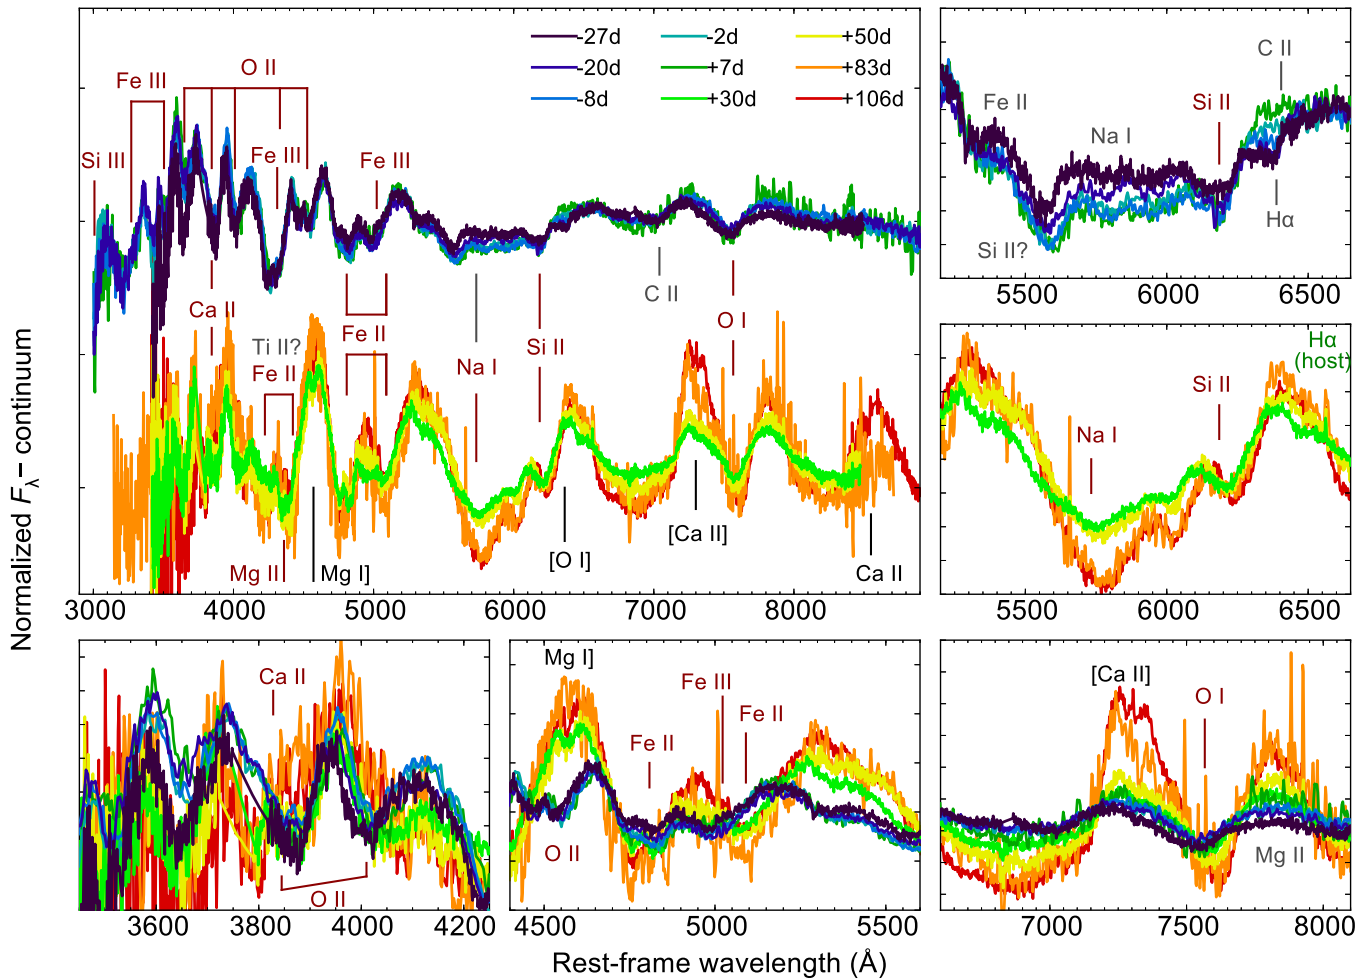 -27d
-20d
-8d
-2d
+7d
+30d
+50d
+83d
+106d
Fe III
O II
Si III
Fe III
Fe III
Ca II
Ti II?
Fe II
Fe II
C II
O I
Na I
Si II
Mg II
Mg I]
[O I]
[Ca II]
Ca II
3000 4000 5000 6000 7000 8000
C II
Fe II
Na I
Si II
Hα
Si II?
5500 6000 6500
Hα
(host)
Si II
Na I
5500 6000 6500
Ca II
O II
3600 3800 4000 4200
Mg I]
Fe III
Fe II
Fe II
O II
4500 5000 5500
[Ca II]
O I
Mg II
7000 7500 8000
Normalized Fλ − continuum
Rest-frame wavelength (Å)